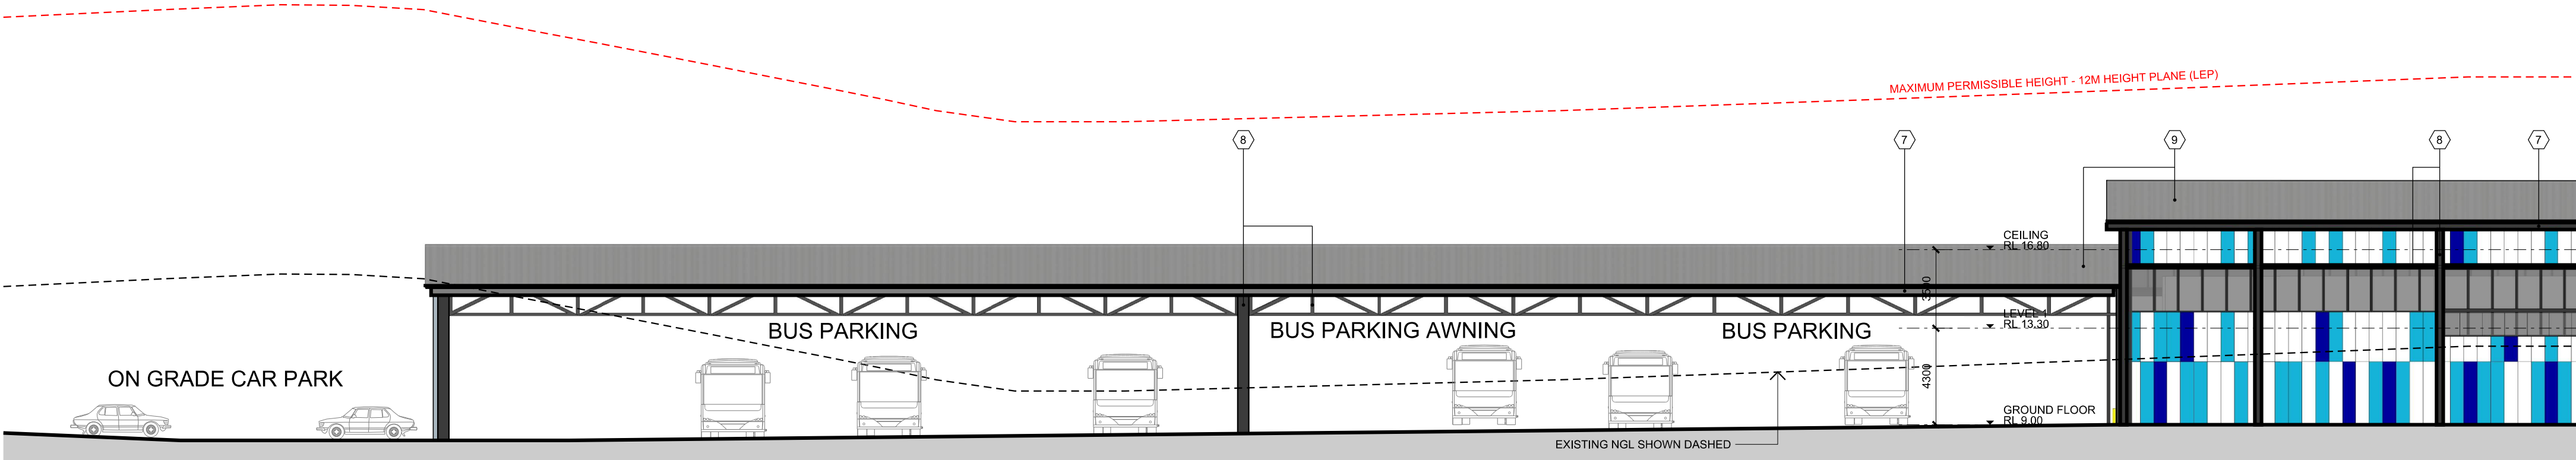 MAXIMUM PERMISSIBLE HEIGHT - 12M HEIGHT PLANE (LEP)
8
7
9
8
7
CEILING
RL 16.80
3500
LEVEL 1
RL 13.30
BUS PARKING
BUS PARKING AWNING
BUS PARKING
ON GRADE CAR PARK
4300
GROUND FLOOR
RL 9.00
EXISTING NGL SHOWN DASHED